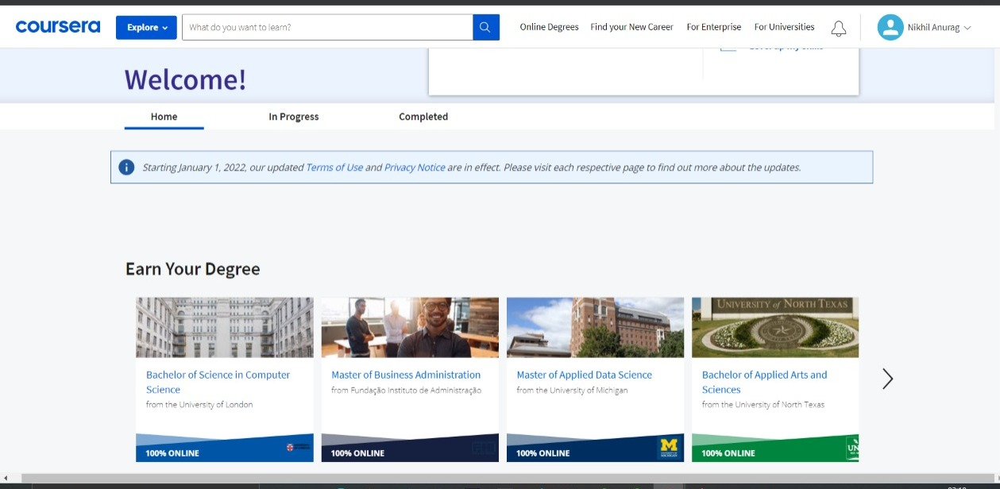 coursera
Explore
What do you want to learn?
Online Degrees
Find your New Career
For Enterprise
For Universities
Nikhil Anurag
Welcome!
Home
In Progress
Completed
Starting January 1, 2022, our updated Terms of Use and Privacy Notice are in effect. Please visit each respective page to find out more about the updates.
Earn Your Degree
UNIVERSITY of NORTH TEXAS
Bachelor of Science in Computer
Science
from the University of London
100% ONLINE
Master of Business Administration
from Fundação Instituto de Administração
100% ONLINE
Master of Applied Data Science
from the University of Michigan
100% ONLINE
M
Bachelor of Applied Arts and
Sciences
from the University of North Texas
100% ONLINE
UN